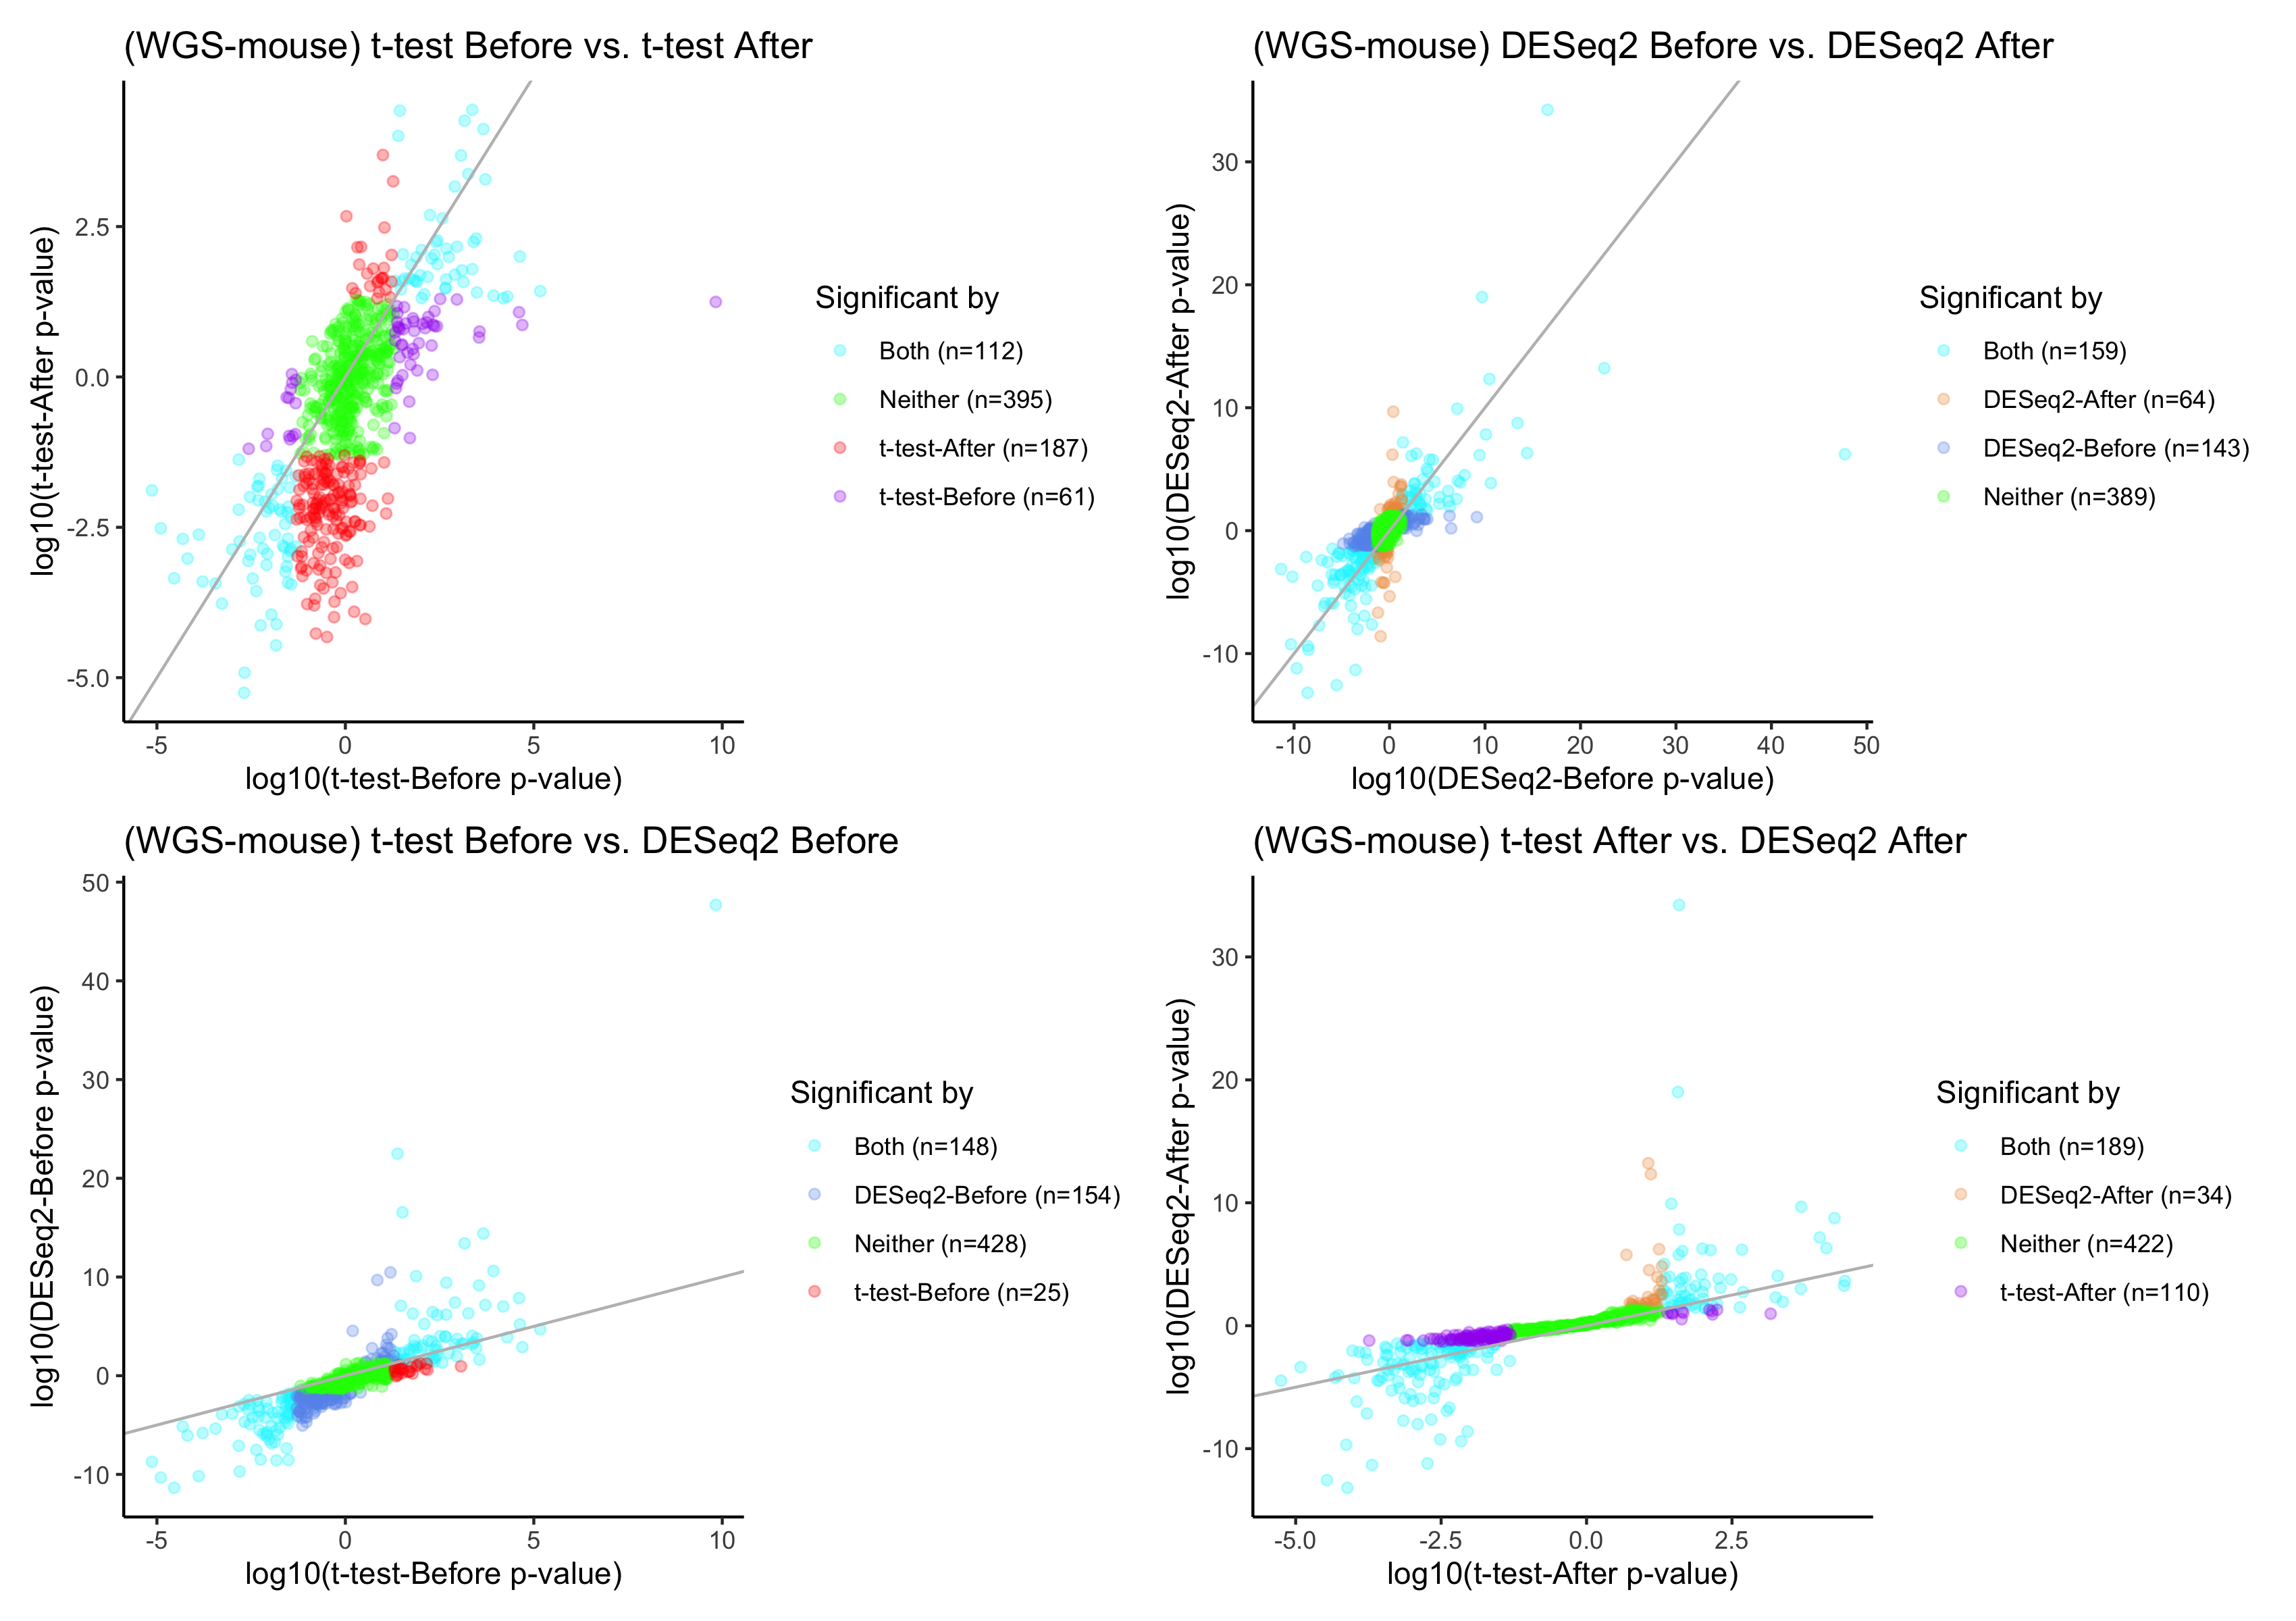 (WGS-mouse) t-test Before vs. t-test After
log10(t-test-After p-value)
2.5
0.0
-2.5
-5.0
-5
0
5
10
log10(t-test-Before p-value)
Significant by
Both (n=112)
Neither (n=395)
t-test-After (n=187)
t-test-Before (n=61)
(WGS-mouse) DESeq2 Before vs. DESeq2 After
log10(DESeq2-After p-value)
30
20
10
0
-10
-10
0
10
20
30
40
50
log10(DESeq2-Before p-value)
Significant by
Both (n=159)
DESeq2-After (n=64)
DESeq2-Before (n=143)
Neither (n=389)
(WGS-mouse) t-test Before vs. DESeq2 Before
log10(DESeq2-Before p-value)
50
40
30
20
10
0
-10
-5
0
5
10
log10(t-test-Before p-value)
Significant by
Both (n=148)
DESeq2-Before (n=154)
Neither (n=428)
t-test-Before (n=25)
(WGS-mouse) t-test After vs. DESeq2 After
log10(DESeq2-After p-value)
30
20
10
0
-10
-5.0
-2.5
0.0
2.5
log10(t-test-After p-value)
Significant by
Both (n=189)
DESeq2-After (n=34)
Neither (n=422)
t-test-After (n=110)